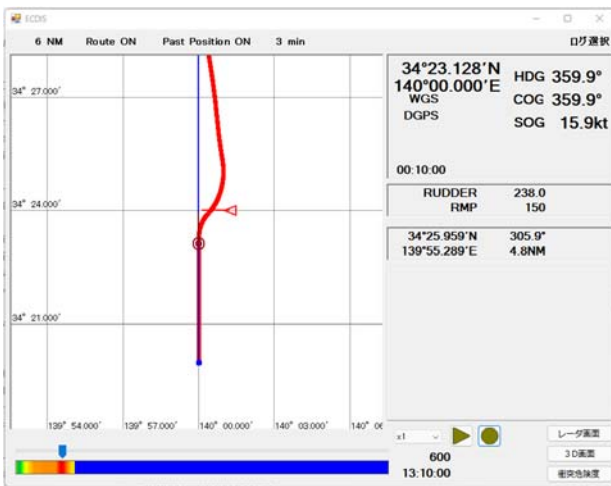 ECDIS
6 NM Route ON Past Position ON 3 min ログ選択
34° 27.000'
34° 24.000'
34° 21.000'
139° 54.000' 139° 57.000' 140° 00.000' 140° 03.000' 140° 06
34°23.128'N
140°00.000'E
WGS
DGPS
HDG 359.9°
COG 359.9°
SOG 15.9kt
00:10:00
RUDDER 238.0
RMP 150
34°25.959'N 305.9°
139°55.289'E 4.8NM
x1
600
13:10:00
レーダ画面
3D画面
衝突危険度